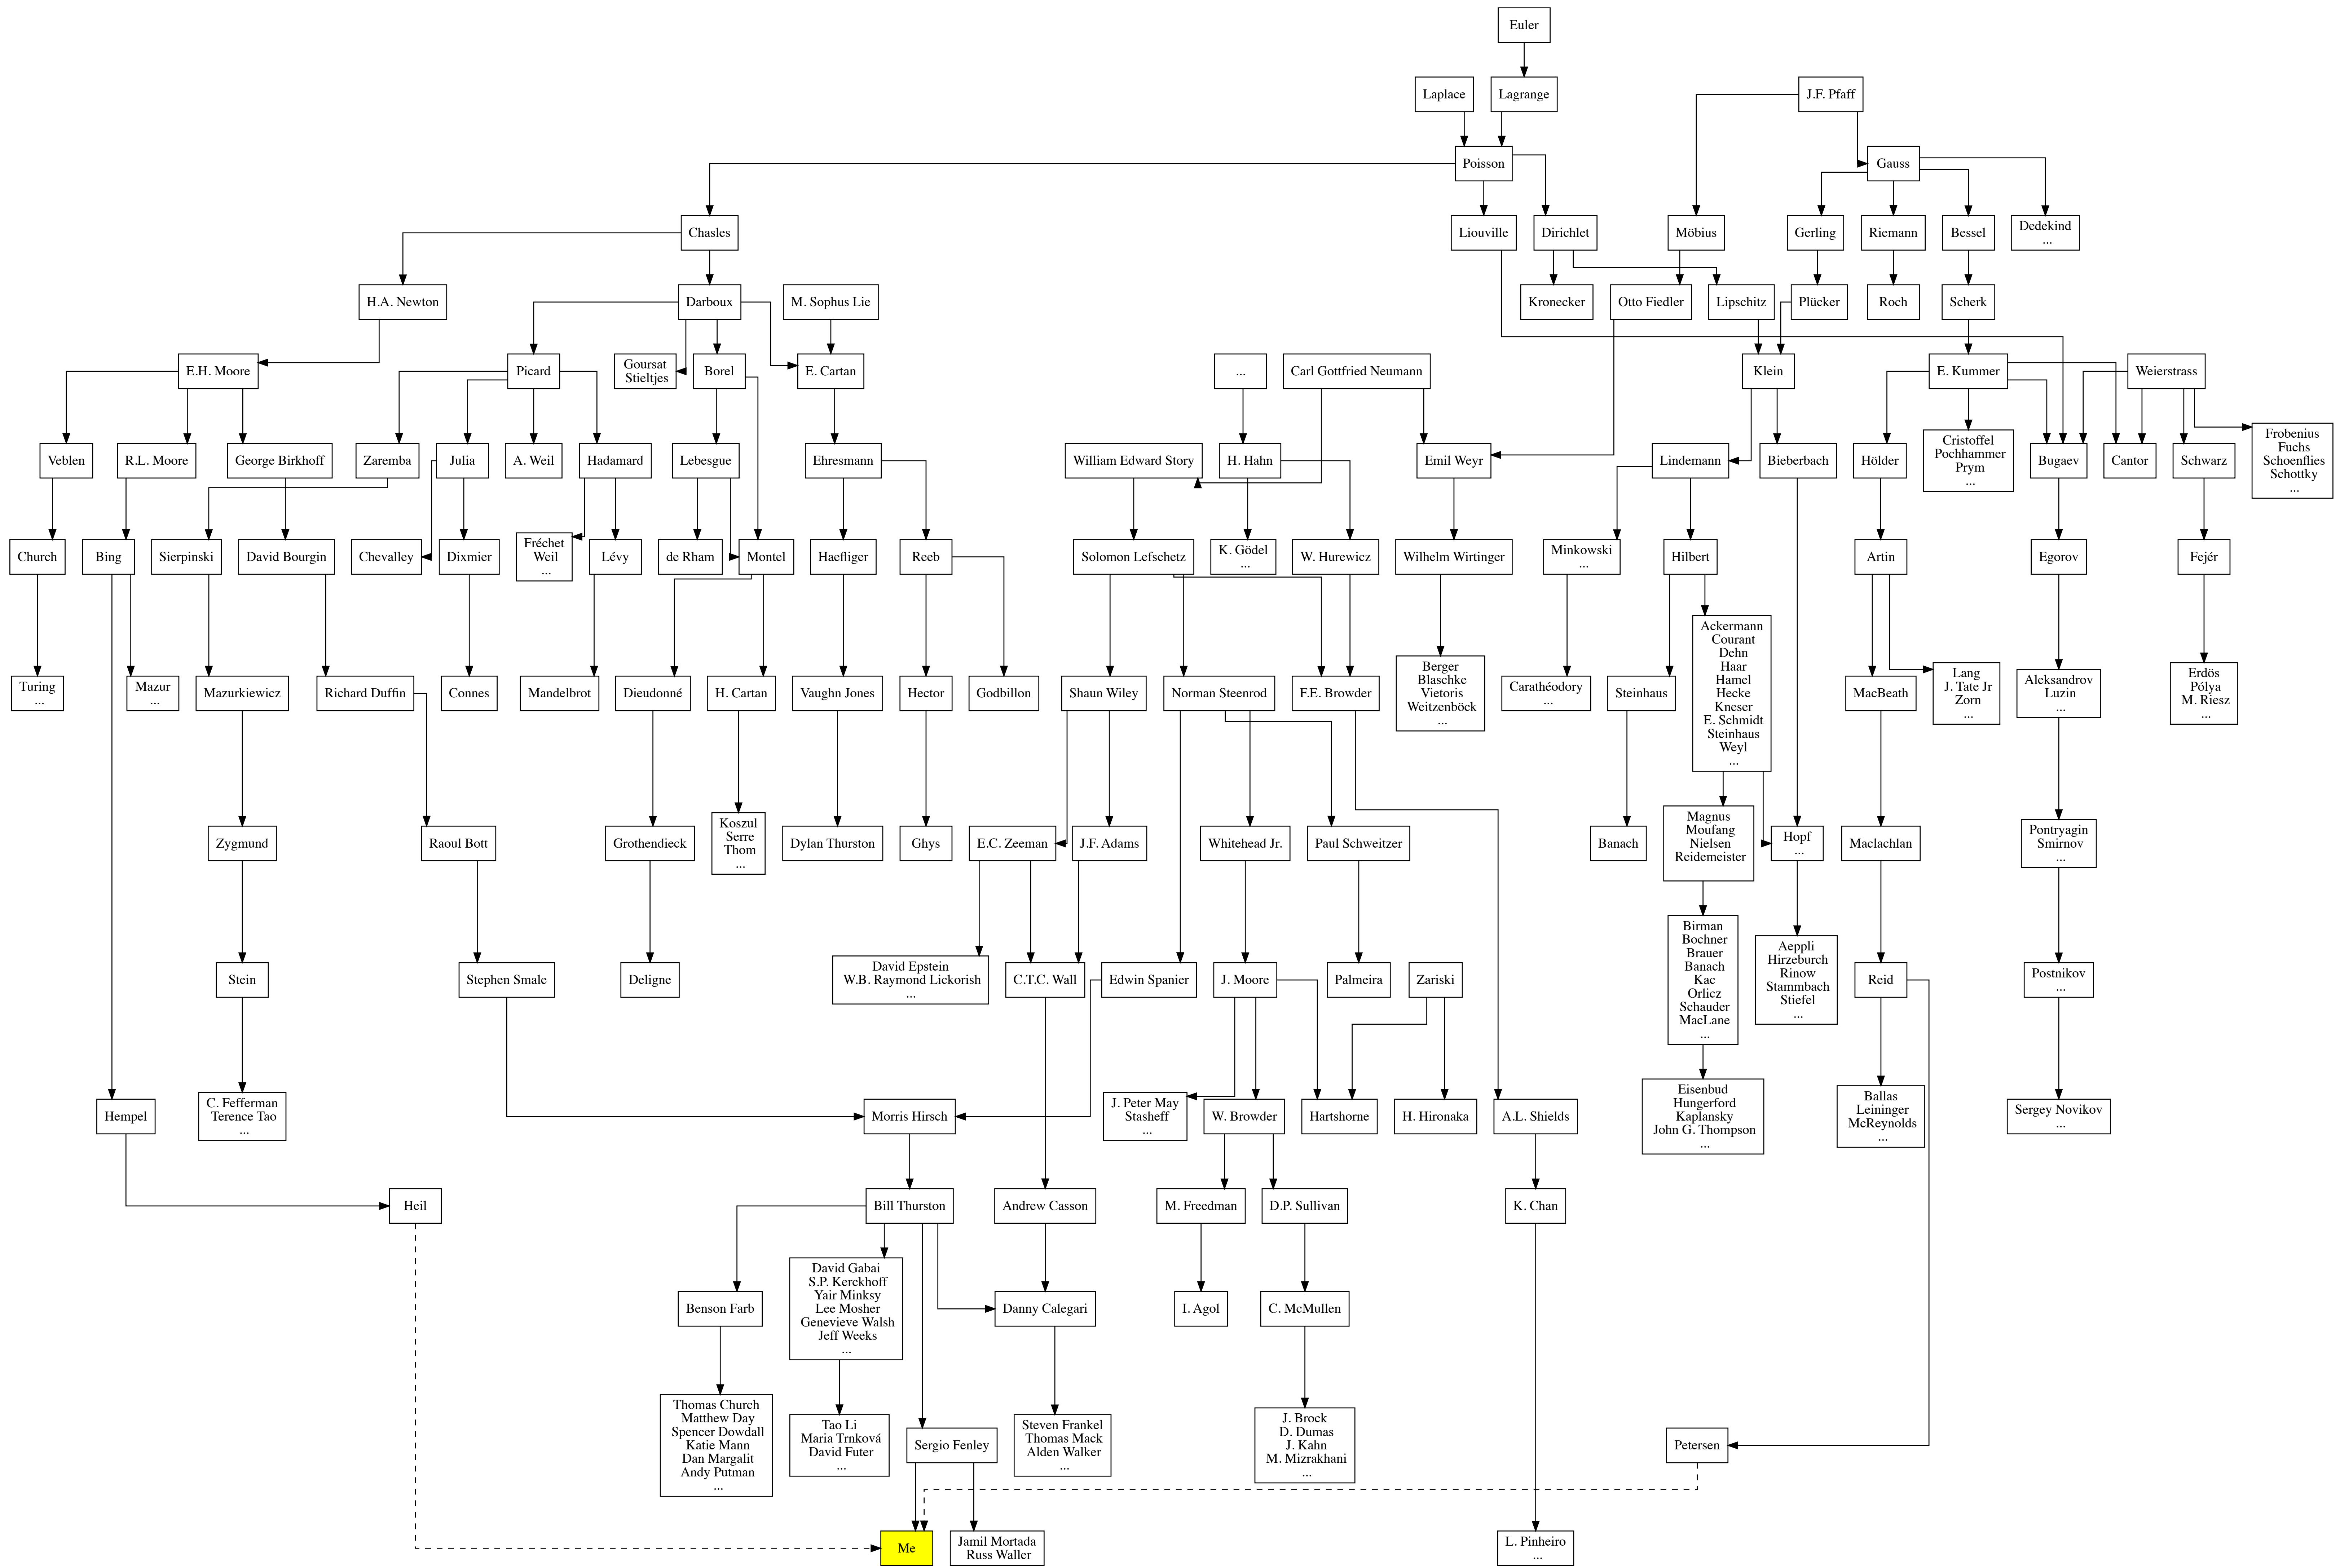 Euler
Laplace
Lagrange
J.F. Pfaff
Poisson
Gauss
Chasles
Liouville
Dirichlet
Möbius
Gerling
Riemann
Bessel
Dedekind
...
H.A. Newton
Darboux
M. Sophus Lie
Kronecker
Otto Fiedler
Lipschitz
Plücker
Roch
Scherk
E.H. Moore
Picard
Goursat
Stieltjes
Borel
E. Cartan
...
Carl Gottfried Neumann
Klein
E. Kummer
Weierstrass
Veblen
R.L. Moore
George Birkhoff
Zaremba
Julia
A. Weil
Hadamard
Lebesgue
Ehresmann
William Edward Story
H. Hahn
Emil Weyr
Lindemann
Bieberbach
Hölder
Cristoffel
Pochhammer
Prym
...
Bugaev
Cantor
Schwarz
Frobenius
Fuchs
Schoenflies
Schottky
...
Church
Bing
Sierpinski
David Bourgin
Chevalley
Dixmier
Fréchet
Weil
...
Lévy
de Rham
Montel
Haefliger
Reeb
Solomon Lefschetz
K. Gödel
...
W. Hurewicz
Wilhelm Wirtinger
Minkowski
...
Hilbert
Artin
Egorov
Fejér
Turing
...
Mazur
...
Mazurkiewicz
Richard Duffin
Connes
Mandelbrot
Dieudonné
H. Cartan
Vaughn Jones
Hector
Godbillon
Shaun Wiley
Norman Steenrod
F.E. Browder
Berger
Blaschke
Vietoris
Weitzenböck
...
Carathéodory
...
Steinhaus
Ackermann
Courant
Dehn
Haar
Hamel
Hecke
Kneser
E. Schmidt
Steinhaus
Weyl
...
MacBeath
Lang
J. Tate Jr
Zorn
...
Aleksandrov
Luzin
...
Erdös
Pólya
M. Riesz
...
Zygmund
Raoul Bott
Grothendieck
Koszul
Serre
Thom
...
Dylan Thurston
Ghys
E.C. Zeeman
J.F. Adams
Whitehead Jr.
Paul Schweitzer
Banach
Magnus
Moufang
Nielsen
Reidemeister
Hopf
...
Maclachlan
Pontryagin
Smirnov
...
Stein
Stephen Smale
Deligne
David Epstein
W.B. Raymond Lickorish
...
C.T.C. Wall
Edwin Spanier
J. Moore
Palmeira
Zariski
Birman
Bochner
Brauer
Banach
Kac
Orlicz
Schauder
MacLane
...
Aeppli
Hirzeburch
Rinow
Stammbach
Stiefel
...
Reid
Postnikov
...
Hempel
C. Fefferman
Terence Tao
...
Morris Hirsch
J. Peter May
Stasheff
...
W. Browder
Hartshorne
H. Hironaka
A.L. Shields
Eisenbud
Hungerford
Kaplansky
John G. Thompson
...
Ballas
Leininger
McReynolds
...
Sergey Novikov
...
Heil
Bill Thurston
Andrew Casson
M. Freedman
D.P. Sullivan
K. Chan
Benson Farb
David Gabai
S.P. Kerckhoff
Yair Minksy
Lee Mosher
Genevieve Walsh
Jeff Weeks
...
Danny Calegari
I. Agol
C. McMullen
Thomas Church
Matthew Day
Spencer Dowdall
Katie Mann
Dan Margalit
Andy Putman
...
Tao Li
Maria Trnková
David Futer
...
Sergio Fenley
Steven Frankel
Thomas Mack
Alden Walker
...
J. Brock
D. Dumas
J. Kahn
M. Mizrakhani
...
Petersen
Me
Jamil Mortada
Russ Waller
L. Pinheiro
...